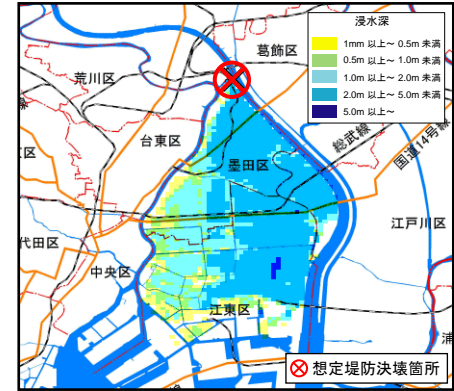 浸水深
1mm 以上～ 0.5m 未満
0.5m 以上～ 1.0m 未満
1.0m 以上～ 2.0m 未満
2.0m 以上～ 5.0m 未満
5.0m 以上～
葛飾区
荒川区
台東区
総武線
国道14号線
墨田区
江戸川区
代田区
中央区
江東区
浦
想定堤防決壊箇所